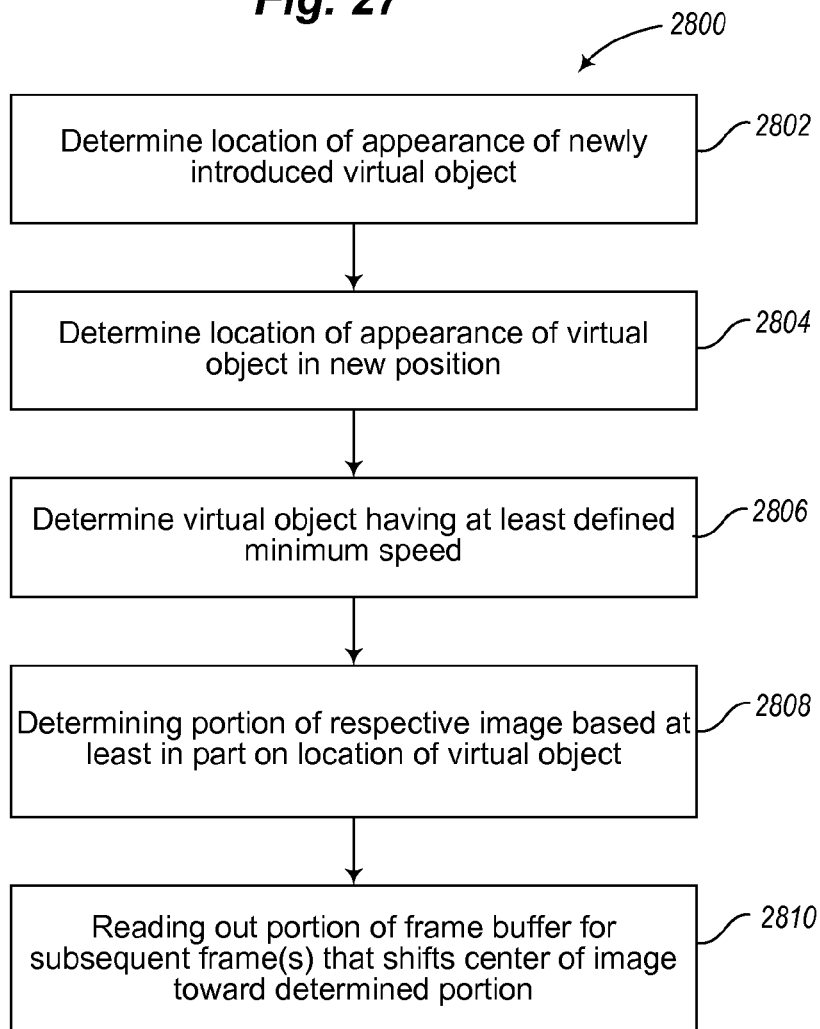 Fig. 27
2800
Determine location of appearance of newly
introduced virtual object
2802
Determine location of appearance of virtual
object in new position
2804
Determine virtual object having at least defined
minimum speed
2806
Determining portion of respective image based at
least in part on location of virtual object
2808
Reading out portion of frame buffer for
subsequent frame(s) that shifts center of image
toward determined portion
2810